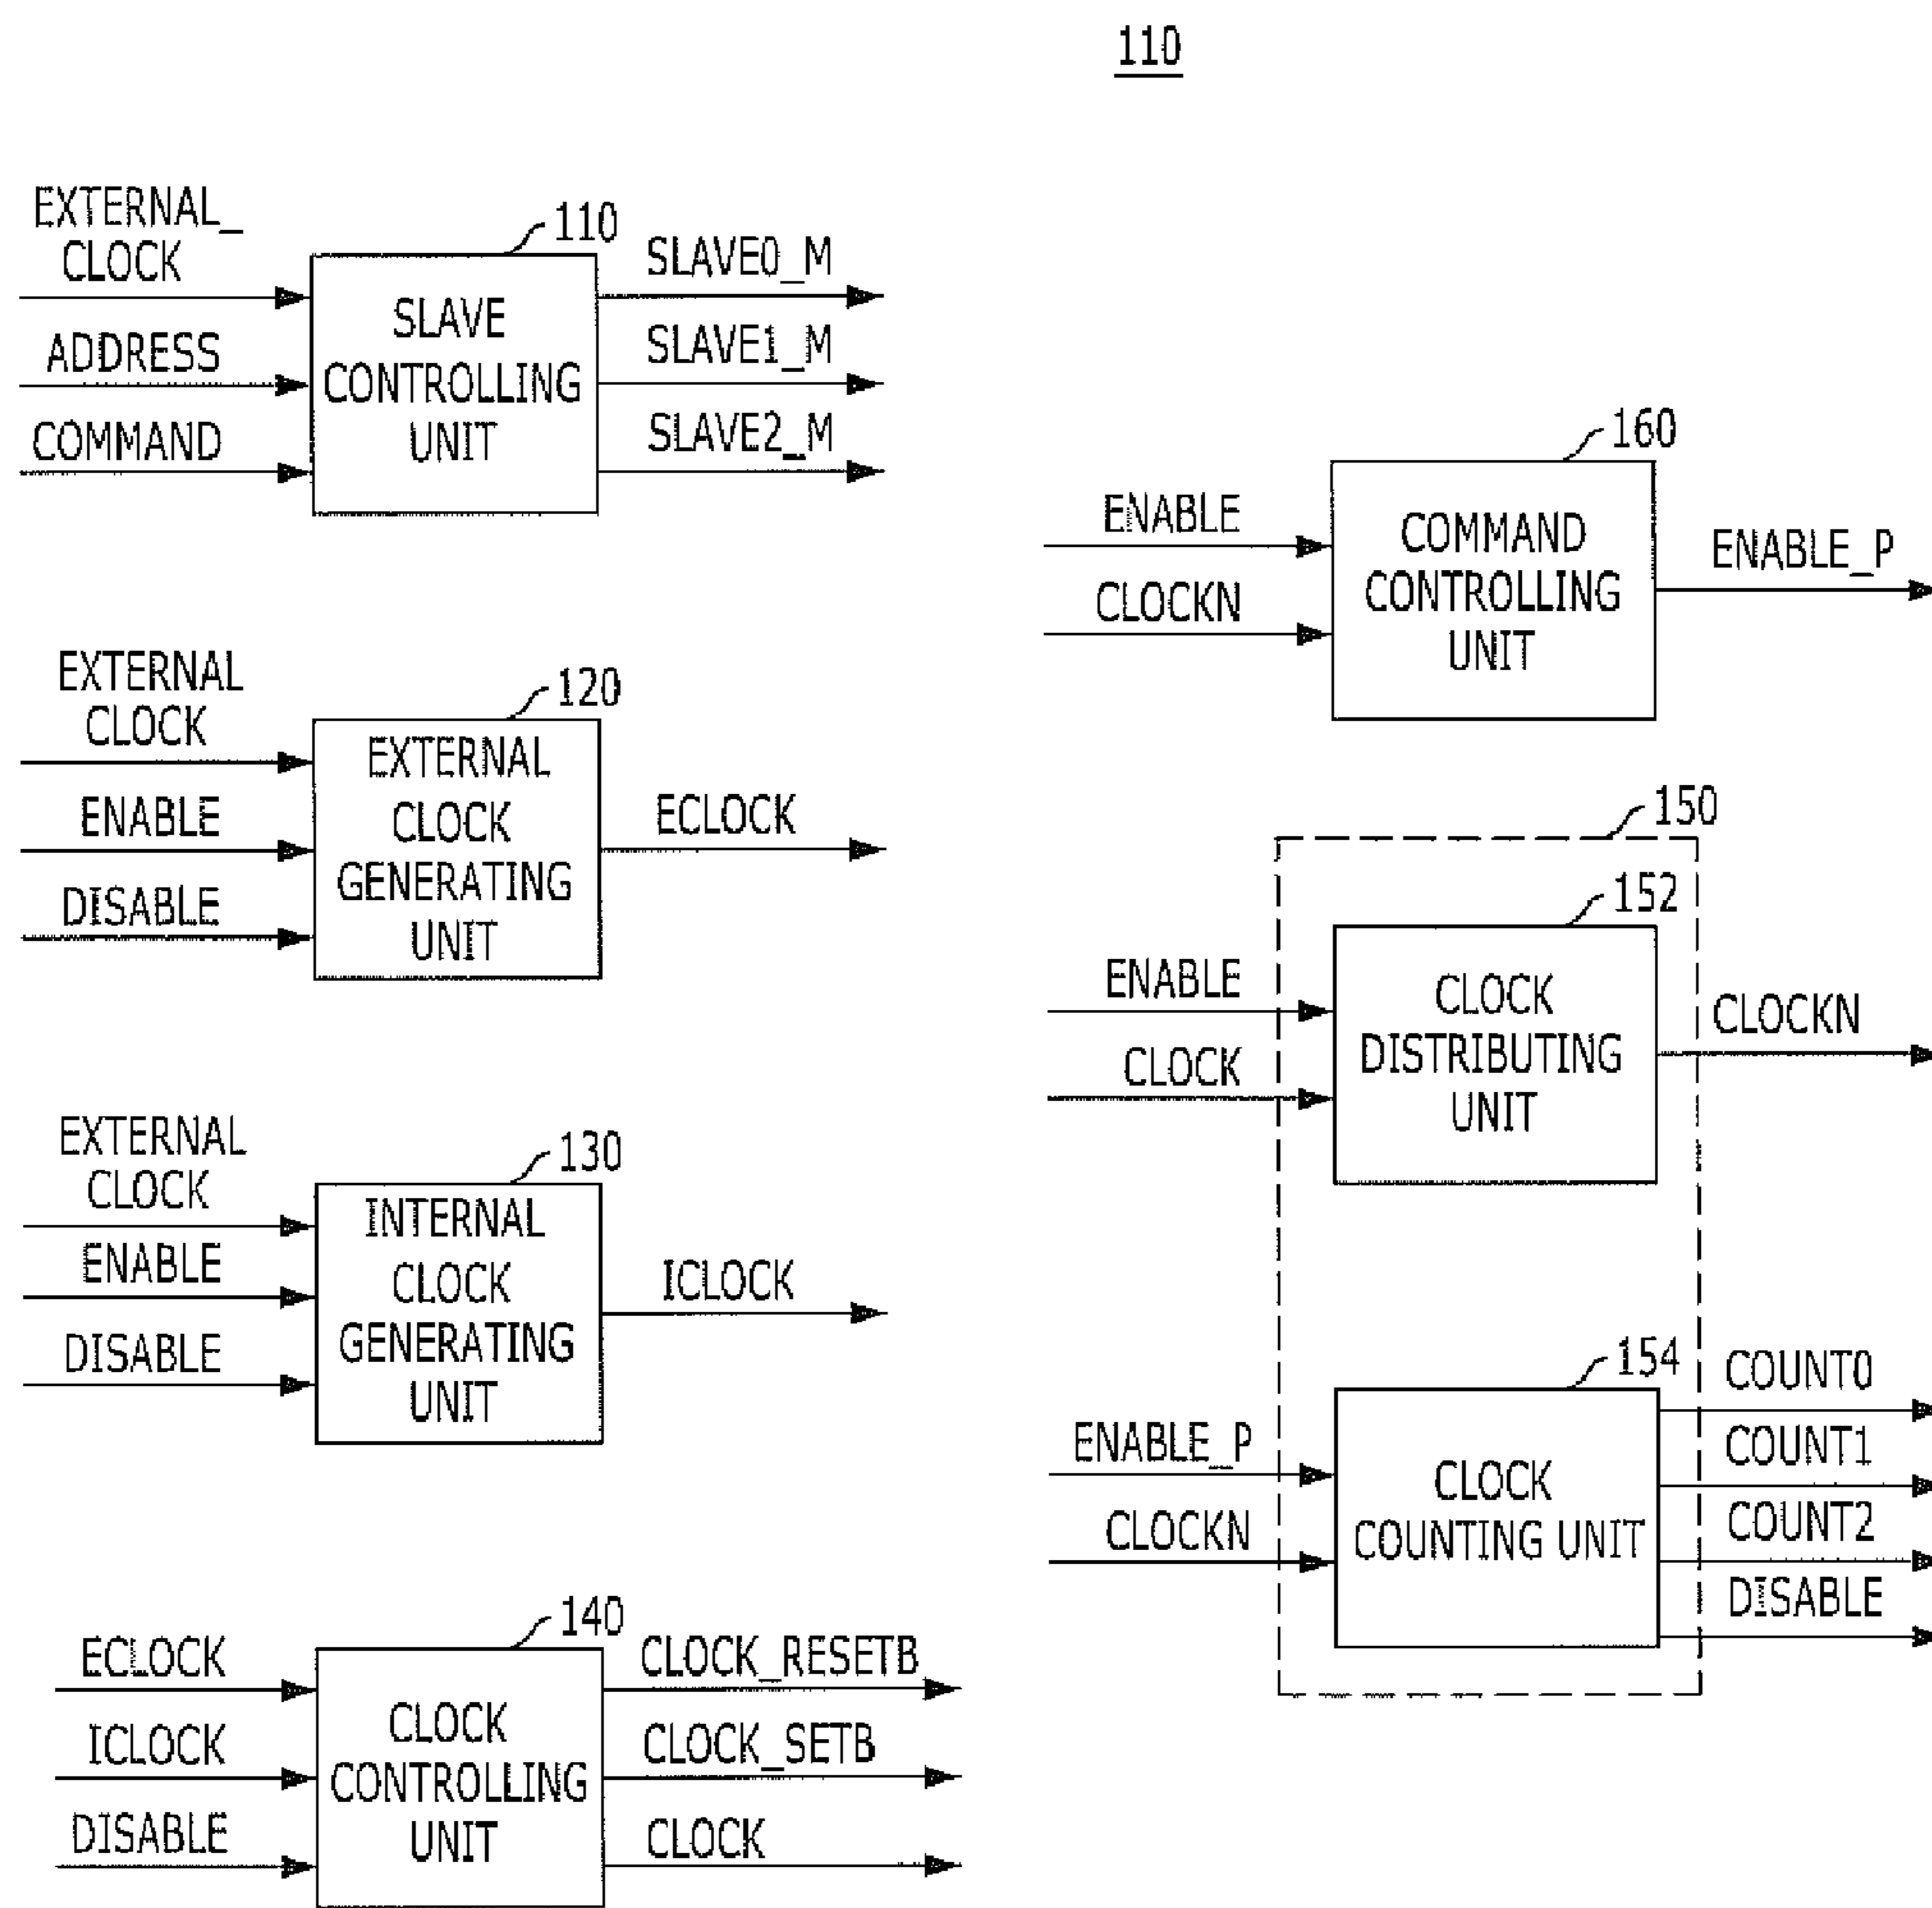 110
EXTERNAL_
CLOCK
ADDRESS
COMMAND
110
SLAVE
CONTROLLING
UNIT
SLAVE0_M
SLAVE1_M
SLAVE2_M
EXTERNAL
CLOCK
ENABLE
DISABLE
120
EXTERNAL
CLOCK
GENERATING
UNIT
ECLOCK
EXTERNAL
CLOCK
ENABLE
DISABLE
130
INTERNAL
CLOCK
GENERATING
UNIT
ICLOCK
ECLOCK
ICLOCK
DISABLE
140
CLOCK
CONTROLLING
UNIT
CLOCK_RESETB
CLOCK_SETB
CLOCK
ENABLE
CLOCKN
160
COMMAND
CONTROLLING
UNIT
ENABLE_P
150
ENABLE
CLOCK
152
CLOCK
DISTRIBUTING
UNIT
CLOCKN
ENABLE_P
CLOCKN
154
CLOCK
COUNTING UNIT
COUNT0
COUNT1
COUNT2
DISABLE